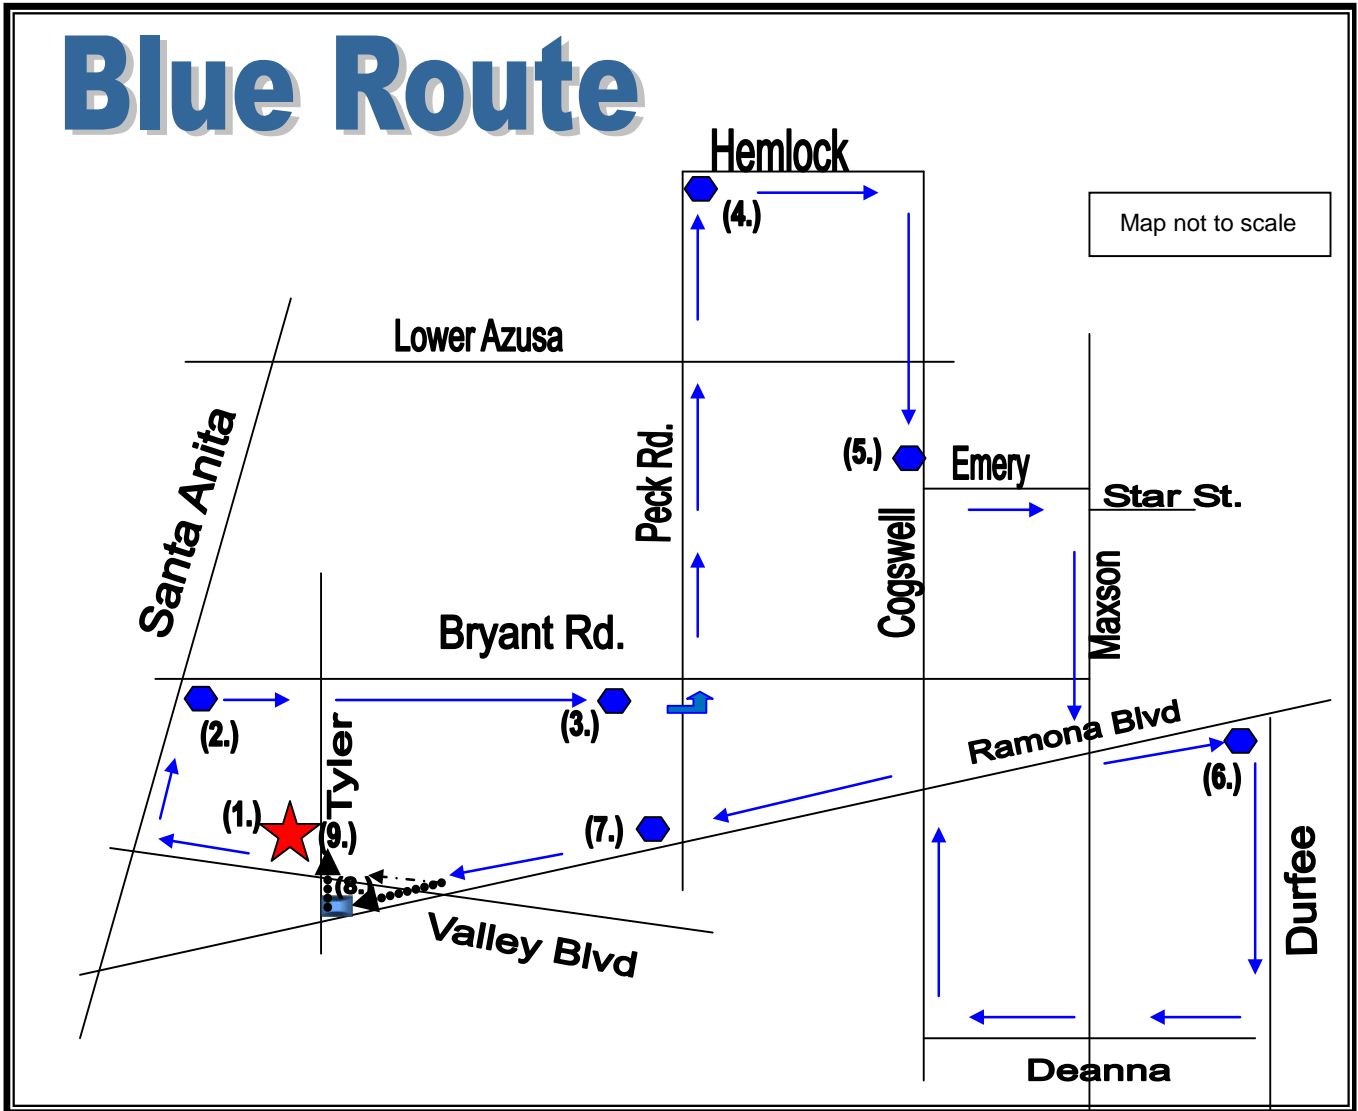 Blue Route
Hemlock
(4.)
Map not to scale
Lower Azusa
Santa Anita
Peck Rd.
(5.)
Emery
Star St.
Cogswell
Maxson
Bryant Rd.
(2.)
(3.)
Tyler
Ramona Blvd
(6.)
(1.)
(9.)
(7.)
(8.)
Valley Blvd
Durfee
Deanna